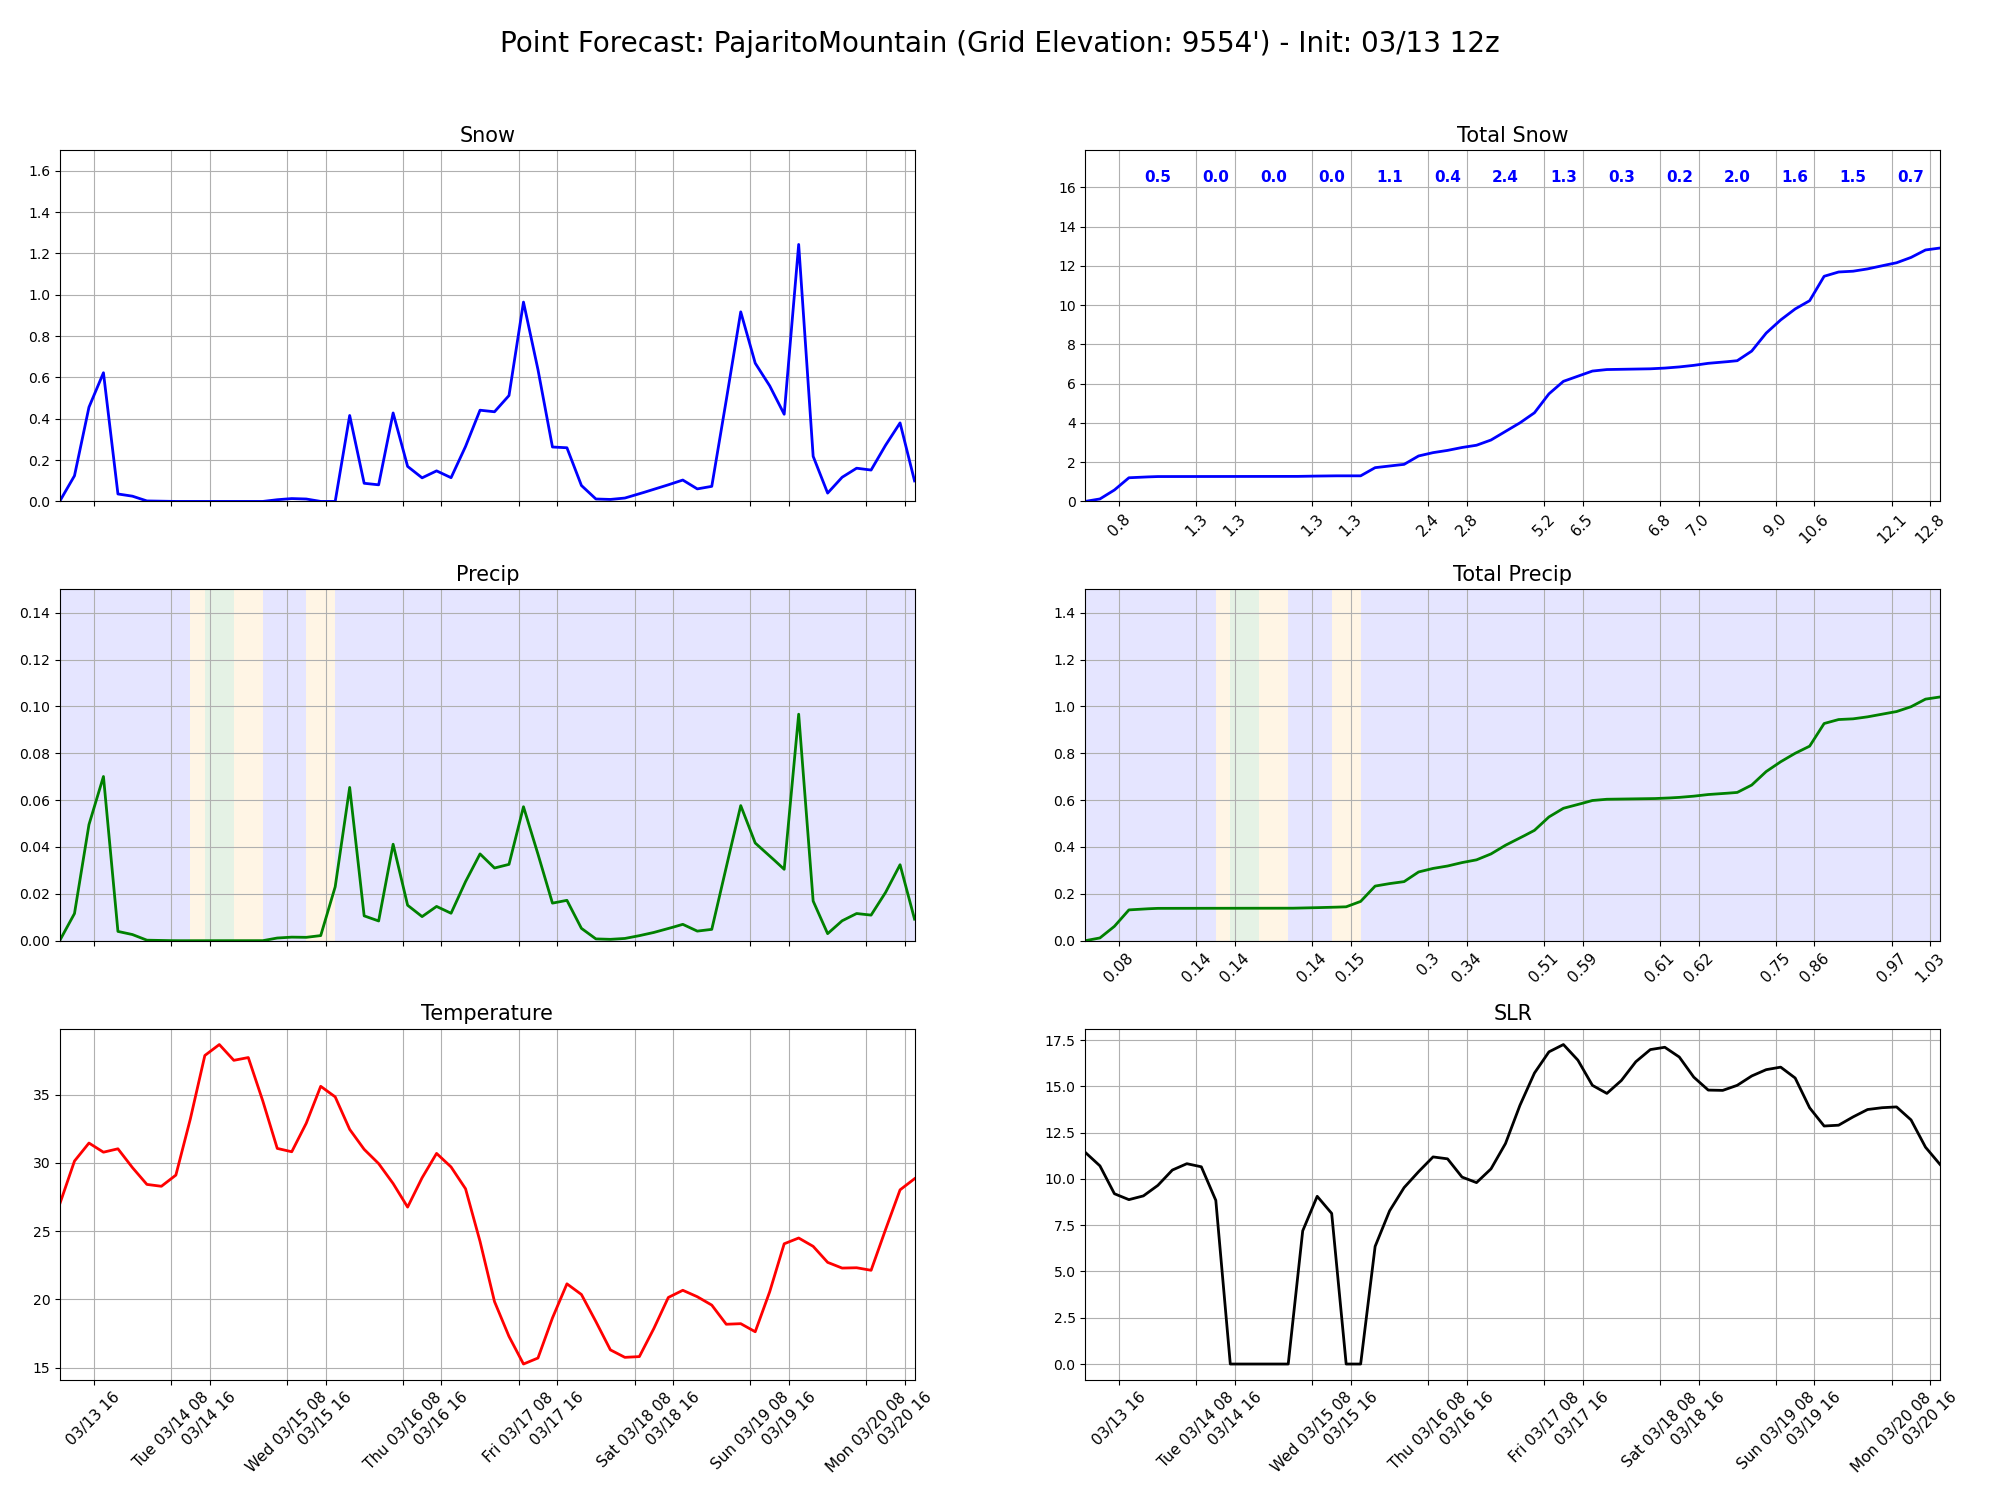 Point Forecast: PajaritoMountain (Grid Elevation: 9554') - Init: 03/13 12z
Snow
1.6
1.4
1.2
1.0
0.8
0.6
0.4
0.2
0.0
Total Snow
0.5 0.0 0.0 0.0 1.1 0.4 2.4 1.3 0.3 0.2 2.0 1.6 1.5 0.7
16
14
12
10
8
6
4
2
0
0.8 1.3 1.3 1.3 1.3 2.4 2.8 5.2 6.5 6.8 7.0 9.0 10.6 12.1 12.8
Precip
0.14
0.12
0.10
0.08
0.06
0.04
0.02
0.00
Total Precip
1.4
1.2
1.0
0.8
0.6
0.4
0.2
0.0
0.08 0.14 0.14 0.14 0.15 0.3 0.34 0.51 0.59 0.61 0.62 0.75 0.86 0.97 1.03
Temperature
35
30
25
20
15
03/13 16
Tue 03/14 08
03/14 16
Wed 03/15 08
03/15 16
Thu 03/16 08
03/16 16
Fri 03/17 08
03/17 16
Sat 03/18 08
03/18 16
Sun 03/19 08
03/19 16
Mon 03/20 08
03/20 16
SLR
17.5
15.0
12.5
10.0
7.5
5.0
2.5
0.0
03/13 16
Tue 03/14 08
03/14 16
Wed 03/15 08
03/15 16
Thu 03/16 08
03/16 16
Fri 03/17 08
03/17 16
Sat 03/18 08
03/18 16
Sun 03/19 08
03/19 16
Mon 03/20 08
03/20 16